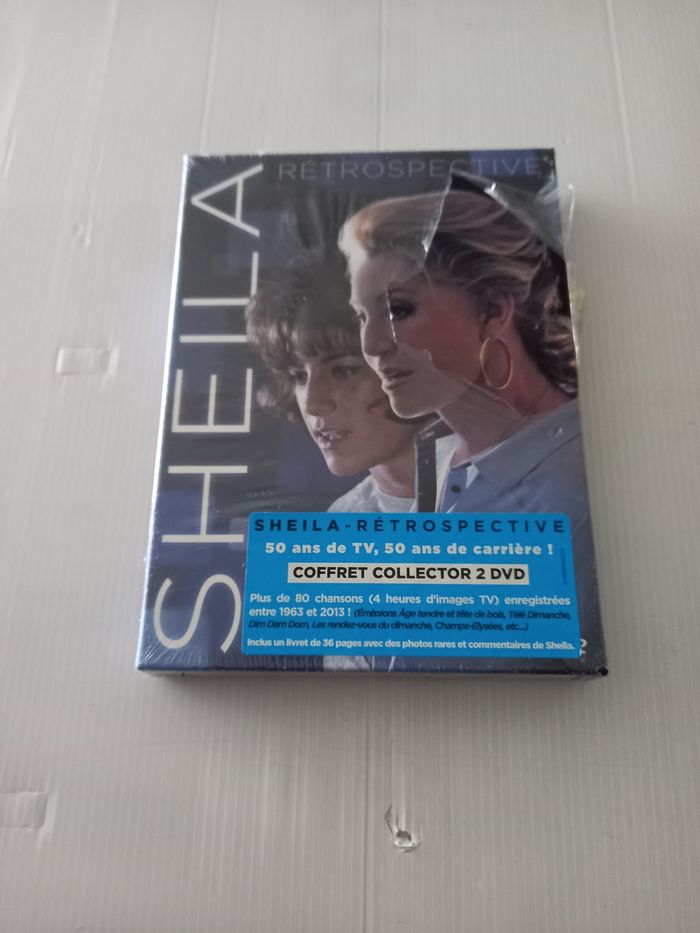 SHEILA
RÉTROSPECTIVE
SHEILA-RÉTROSPECTIVE
50 ans de TV, 50 ans de carrière !
COFFRET COLLECTOR 2 DVD
Plus de 80 chansons (4 heures d'images TV) enregistrées
entre 1963 et 2013 ! (Émissions Âge tendre et tête de bois, Télé Dimanche,
Dim Dam Dom, Les rendez-vous du dimanche, Champs-Elysées, etc...)
Inclus un livret de 36 pages avec des photos rares et commentaires de Sheila.